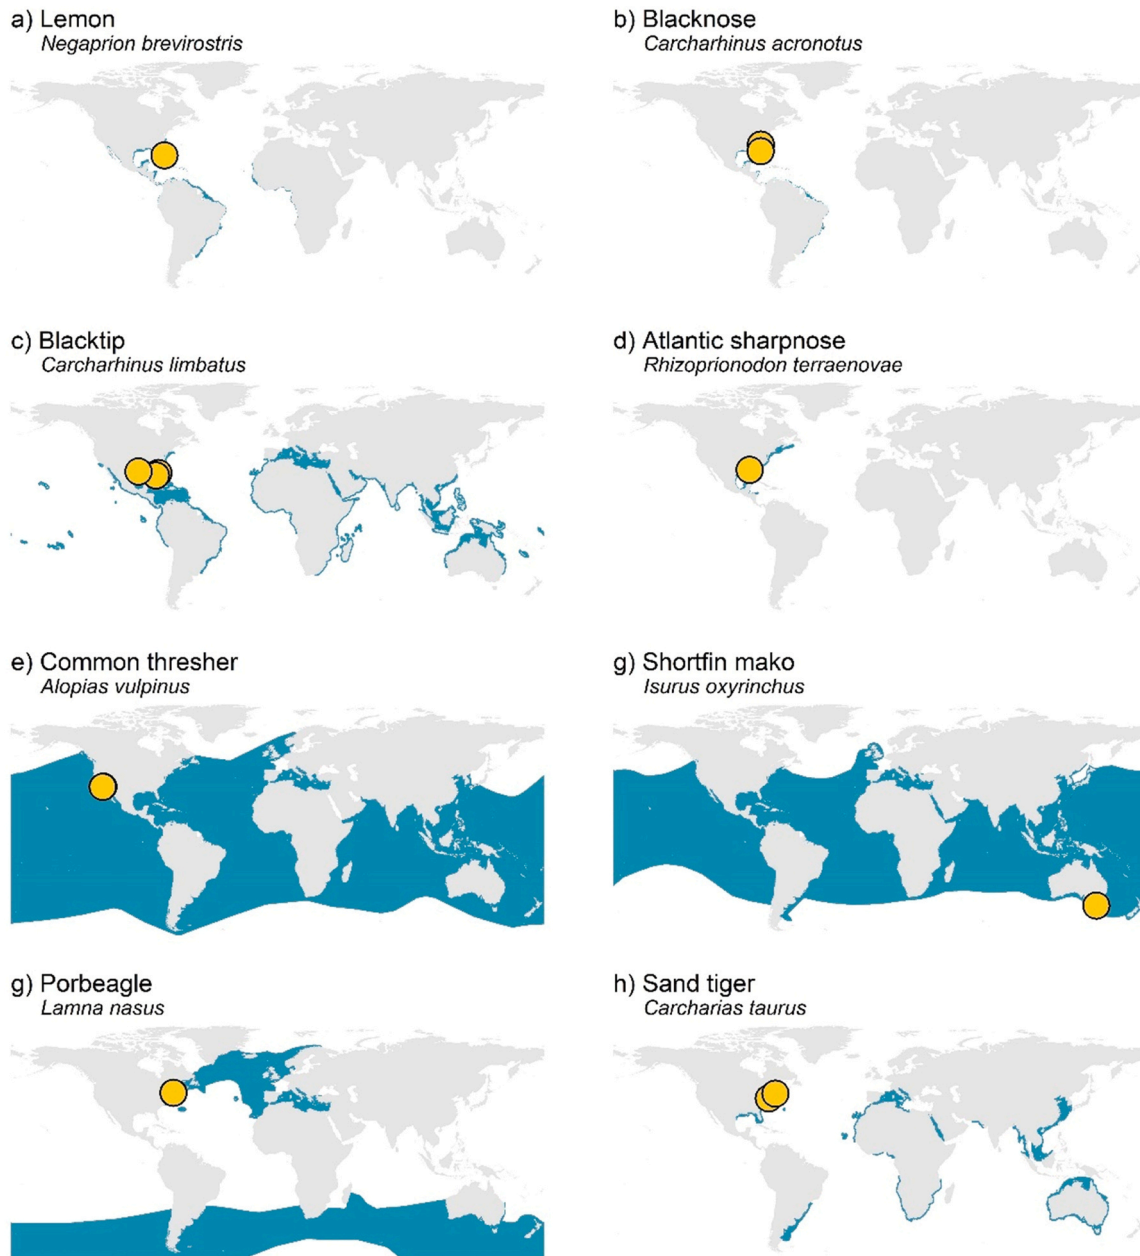 a) Lemon
Negaprion brevirostris
b) Blacknose
Carcharhinus acronotus
c) Blacktip
Carcharhinus limbatus
d) Atlantic sharpnose
Rhizoprionodon terraenovae
e) Common thresher
Alopias vulpinus
g) Shortfin mako
Isurus oxyrinchus
g) Porbeagle
Lamna nasus
h) Sand tiger
Carcharias taurus